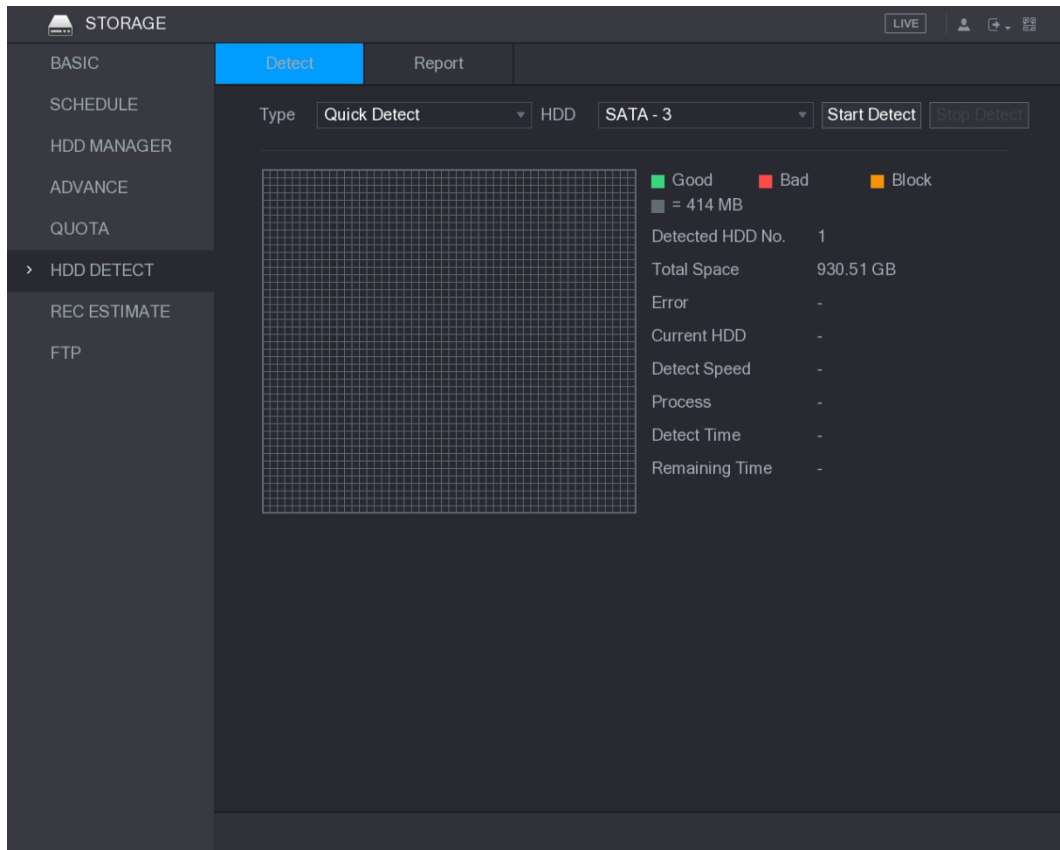 STORAGE LIVE
BASIC
SCHEDULE
HDD MANAGER
ADVANCE
QUOTA
> HDD DETECT
REC ESTIMATE
FTP
Detect Report
Type Quick Detect HDD SATA - 3 Start Detect Stop Detect
Good Bad Block
= 414 MB
Detected HDD No. 1
Total Space 930.51 GB
Error -
Current HDD -
Detect Speed -
Process -
Detect Time -
Remaining Time -